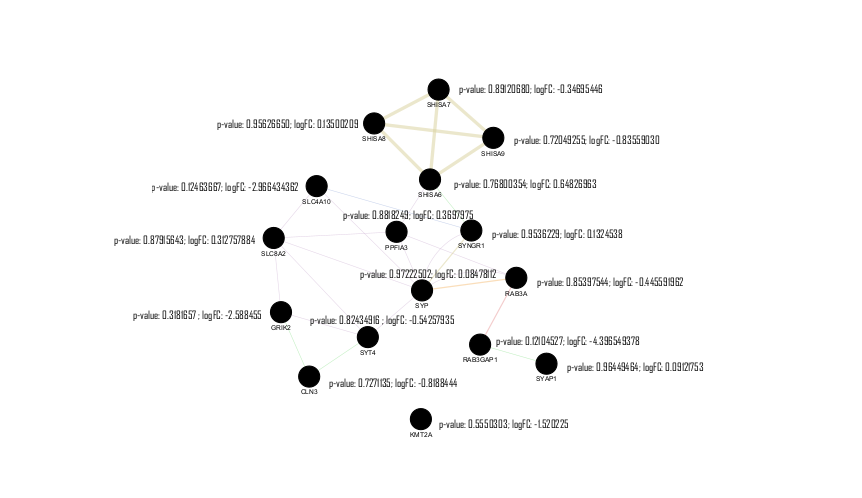 p-value: 0.89120680; logFC: -0.34695446
SHISA7
p-value: 0.95626650; logFC: 0.13500209
SHISA8
p-value: 0.72049255; logFC: -0.83559030
SHISA9
p-value: 0.76800354; logFC: 0.64826963
SHISA6
p-value: 0.12463667; logFC: -2.966434362
SLC4A10
p-value: 0.8818249; logFC: 0.3697975
PPFIA3
p-value: 0.9536229; logFC: 0.1324538
SYNGR1
p-value: 0.87915643; logFC: 0.312757884
SLC8A2
p-value: 0.97222502; logFC: 0.08478112
SYP
p-value: 0.85397544; logFC: -0.445591962
RAB3A
p-value: 0.3181657 ; logFC: -2.588455
GRIK2
p-value: 0.82434916 ; logFC: -0.54257935
SYT4
p-value: 0.12104527; logFC: -4.396549378
RAB3GAP1
p-value: 0.96449464; logFC: 0.09121753
SYAP1
p-value: 0.7271135; logFC: -0.8188444
CLN3
p-value: 0.5550303; logFC: -1.520225
KMT2A